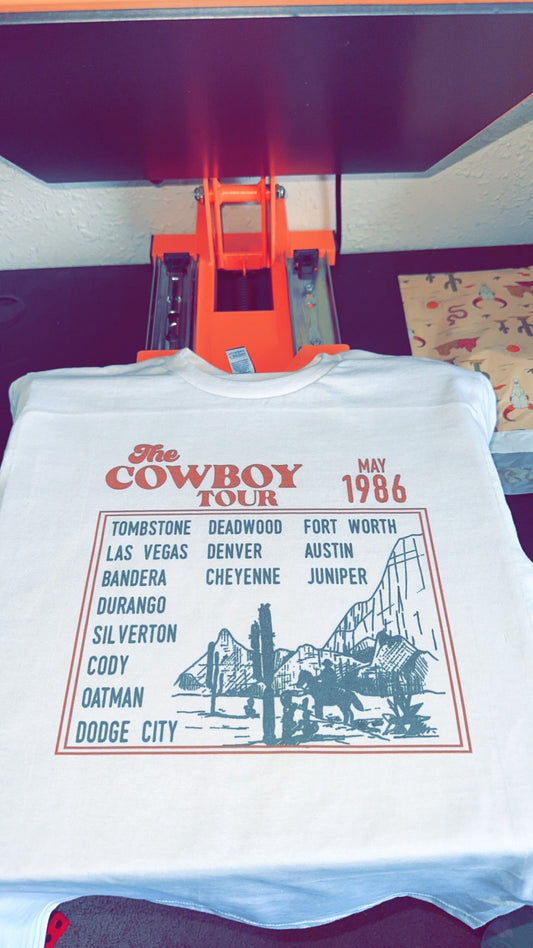 The
COWBOY
TOUR
MAY
1986
TOMBSTONE DEADWOOD FORT WORTH
LAS VEGAS DENVER AUSTIN
BANDERA CHEYENNE JUNIPER
DURANGO
SILVERTON
CODY
OATMAN
DODGE CITY